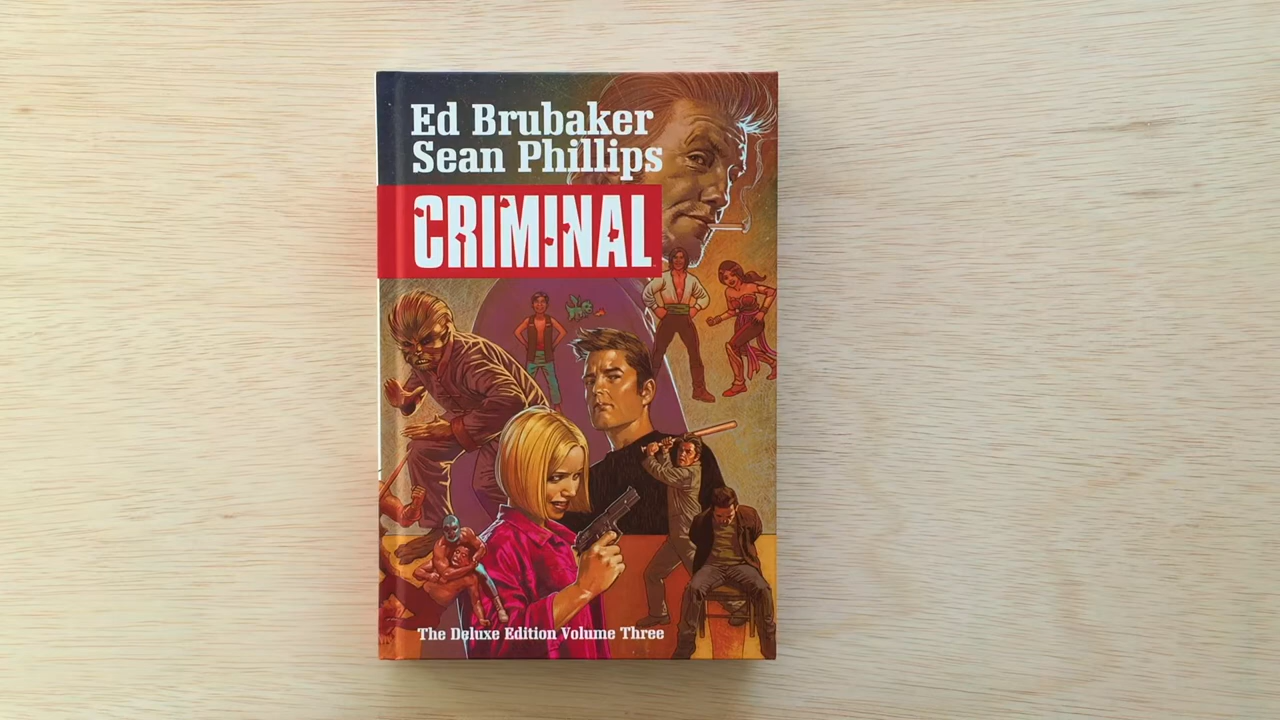 Ed Brubaker
Sean Phillips
CRIMINAL
The Deluxe Edition Volume Three